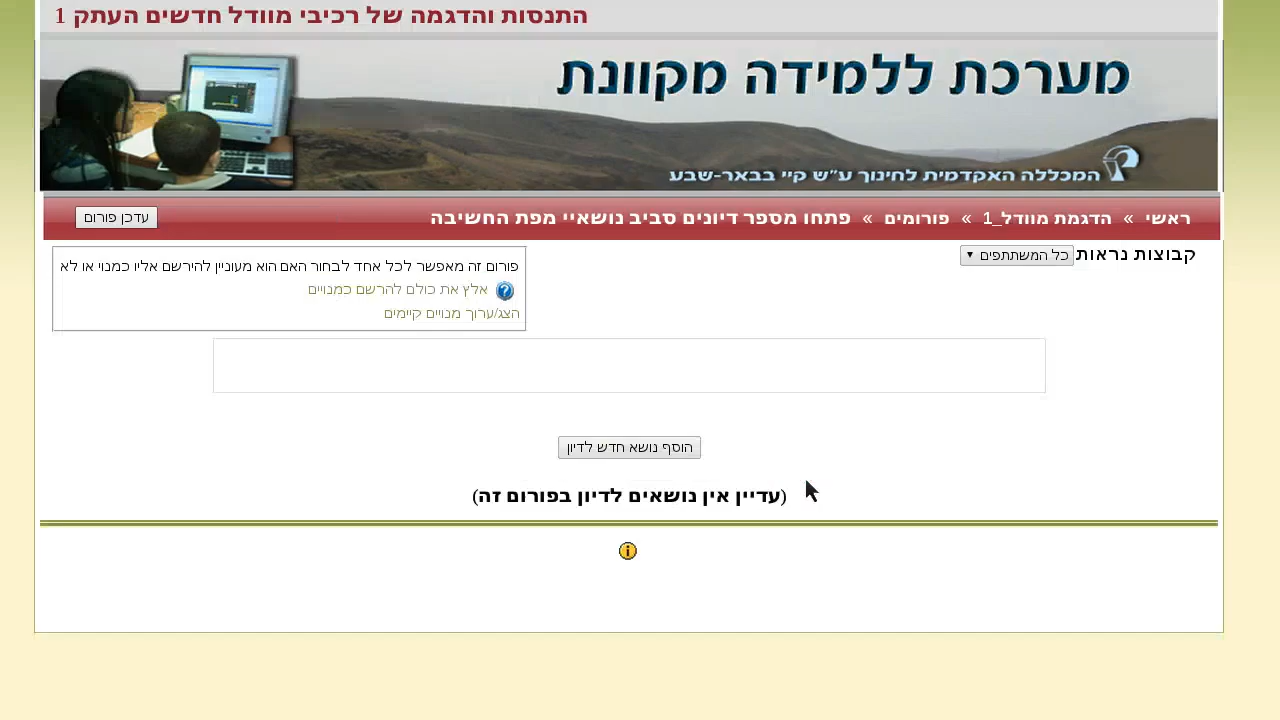 התנסות והדגמה של רכיבי מוודל חדשים העתק 1
מערכת ללמידה מקוונת
המכללה האקדמית לחינוך ע"ש קיי בבאר-שבע
ראשי » הדגמת מוודל_1 » פורומים » פתחו מספר דיונים סביב נושאיי מפת החשיבה
עדכן פורום
קבוצות נראות כל המשתתפים
פורום זה מאפשר לכל אחד לבחור האם הוא מעוניין להירשם אליו כמנוי או לא
אלץ את כולם להרשם כמנויים
הצג/ערוך מנויים קיימים
הוסף נושא חדש לדיון
(עדיין אין נושאים לדיון בפורום זה)